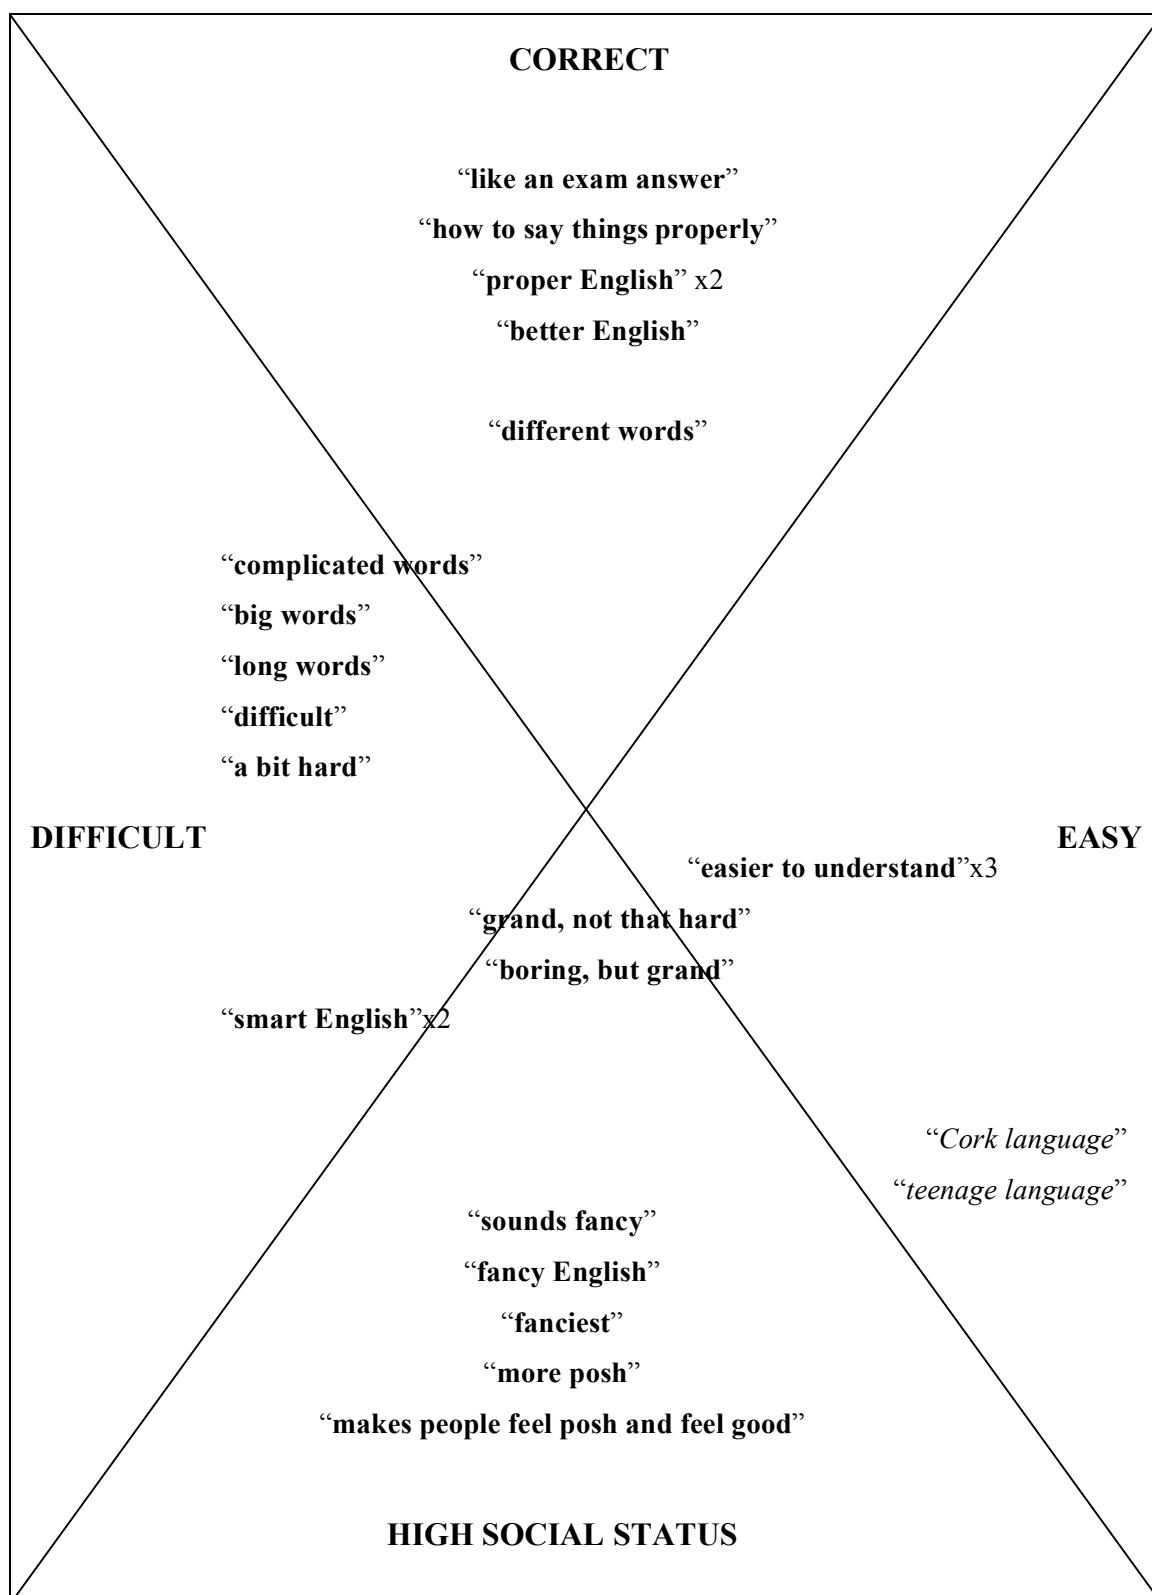 CORRECT
“like an exam answer”
“how to say things properly”
“proper English” x2
“better English”
“different words”
“complicated words”
“big words”
“long words”
“difficult”
“a bit hard”
DIFFICULT
EASY
“easier to understand”x3
“grand, not that hard”
“boring, but grand”
“smart English”x2
“Cork language”
“teenage language”
“sounds fancy”
“fancy English”
“fanciest”
“more posh”
“makes people feel posh and feel good”
HIGH SOCIAL STATUS